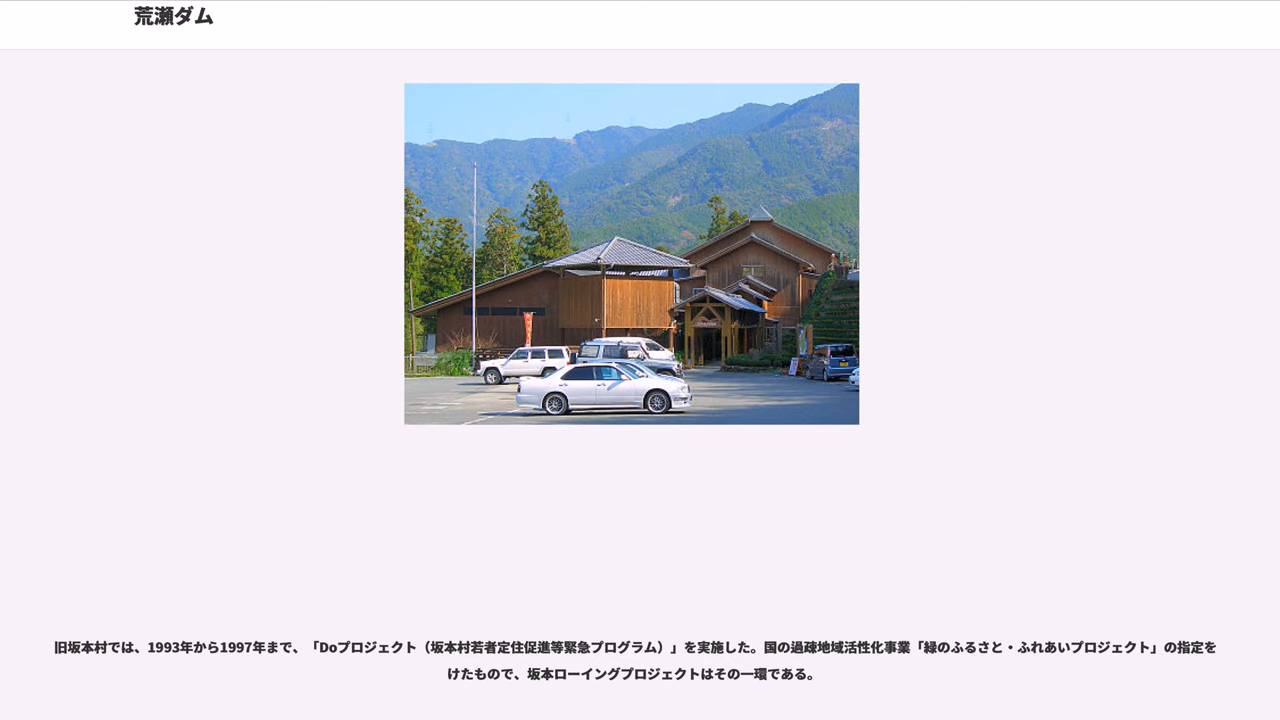 荒瀬ダム
旧坂本村では、1993年から1997年まで、「Doプロジェクト（坂本村若者定住促進等緊急プログラム）」を実施した。国の過疎地域活性化事業「緑のふるさと・ふれあいプロジェクト」の指定を
けたもので、坂本ローイングプロジェクトはその一環である。